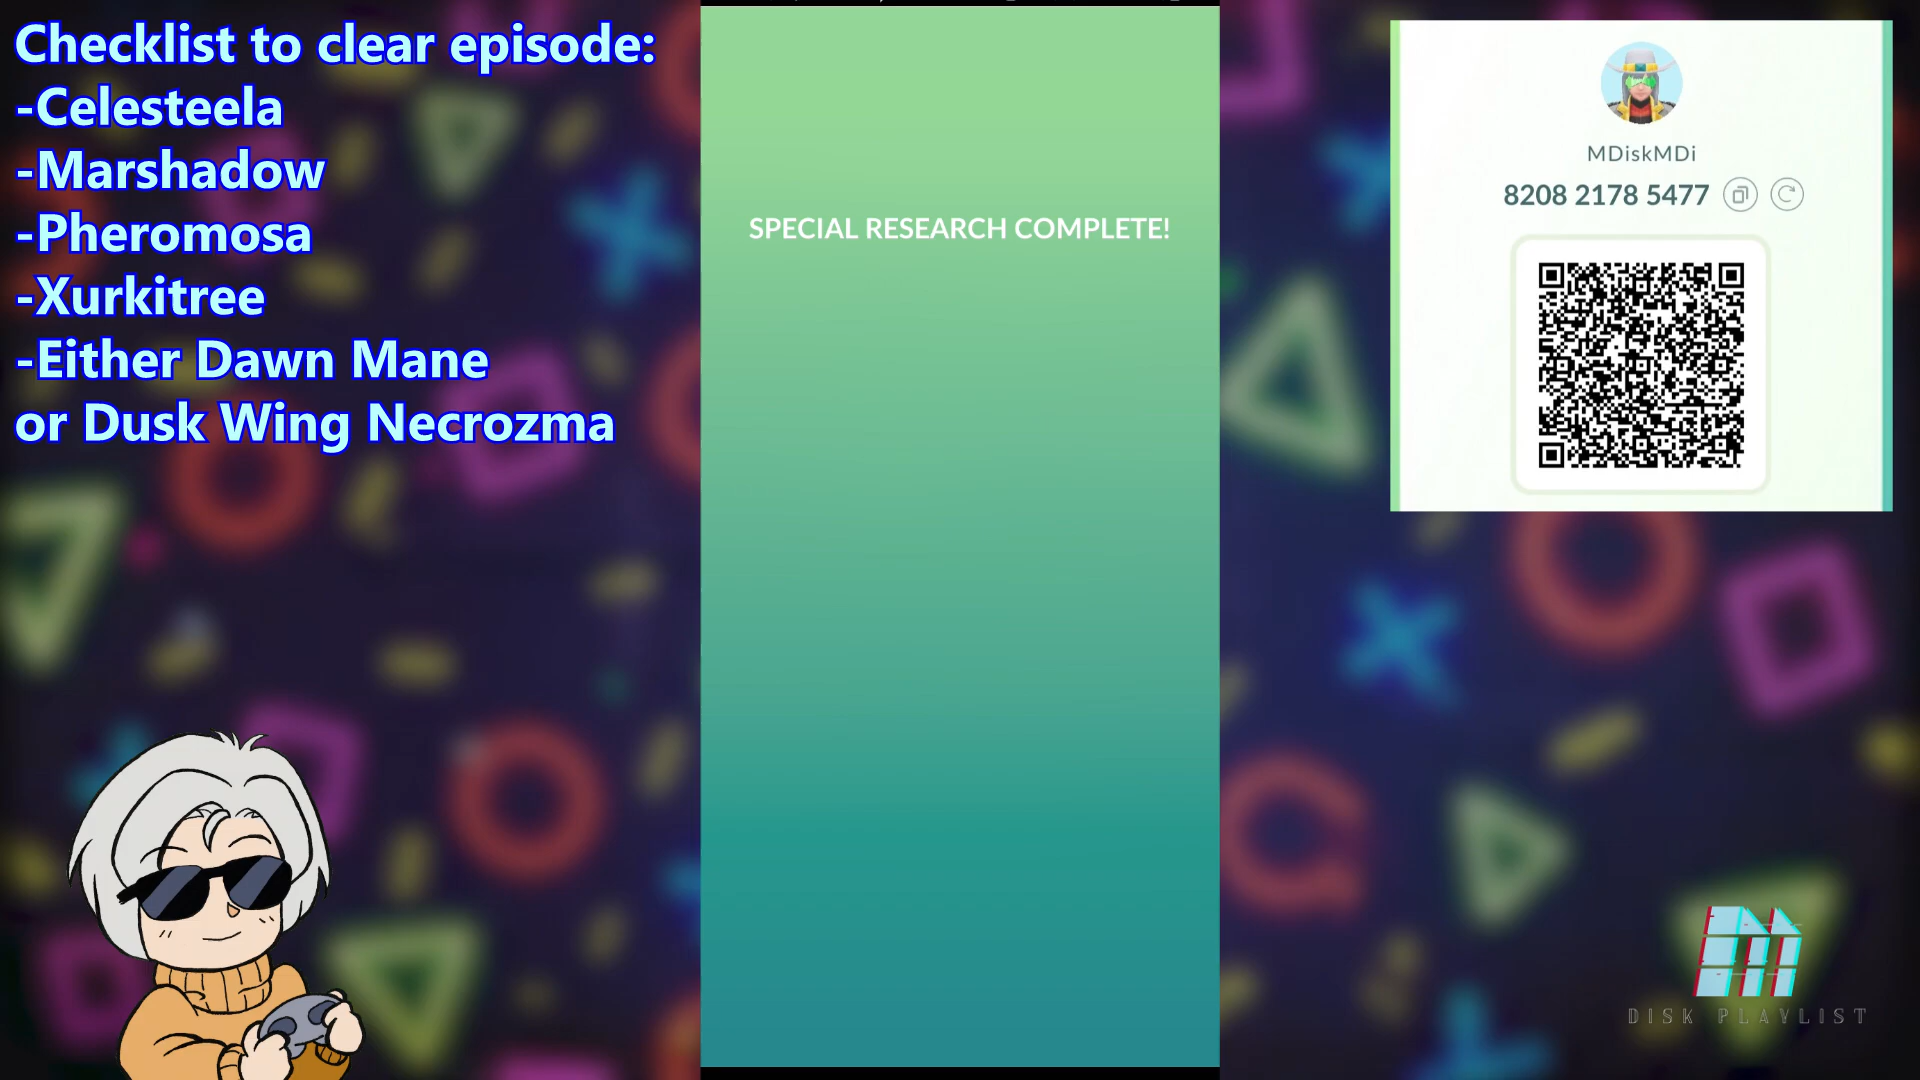 Checklist to clear episode:
-Celesteela
-Marshadow
-Pheromosa
-Xurkitree
-Either Dawn Mane
or Dusk Wing Necrozma
SPECIAL RESEARCH COMPLETE!
MDiskMDi
8208 2178 5477
DISK PLAYLIST